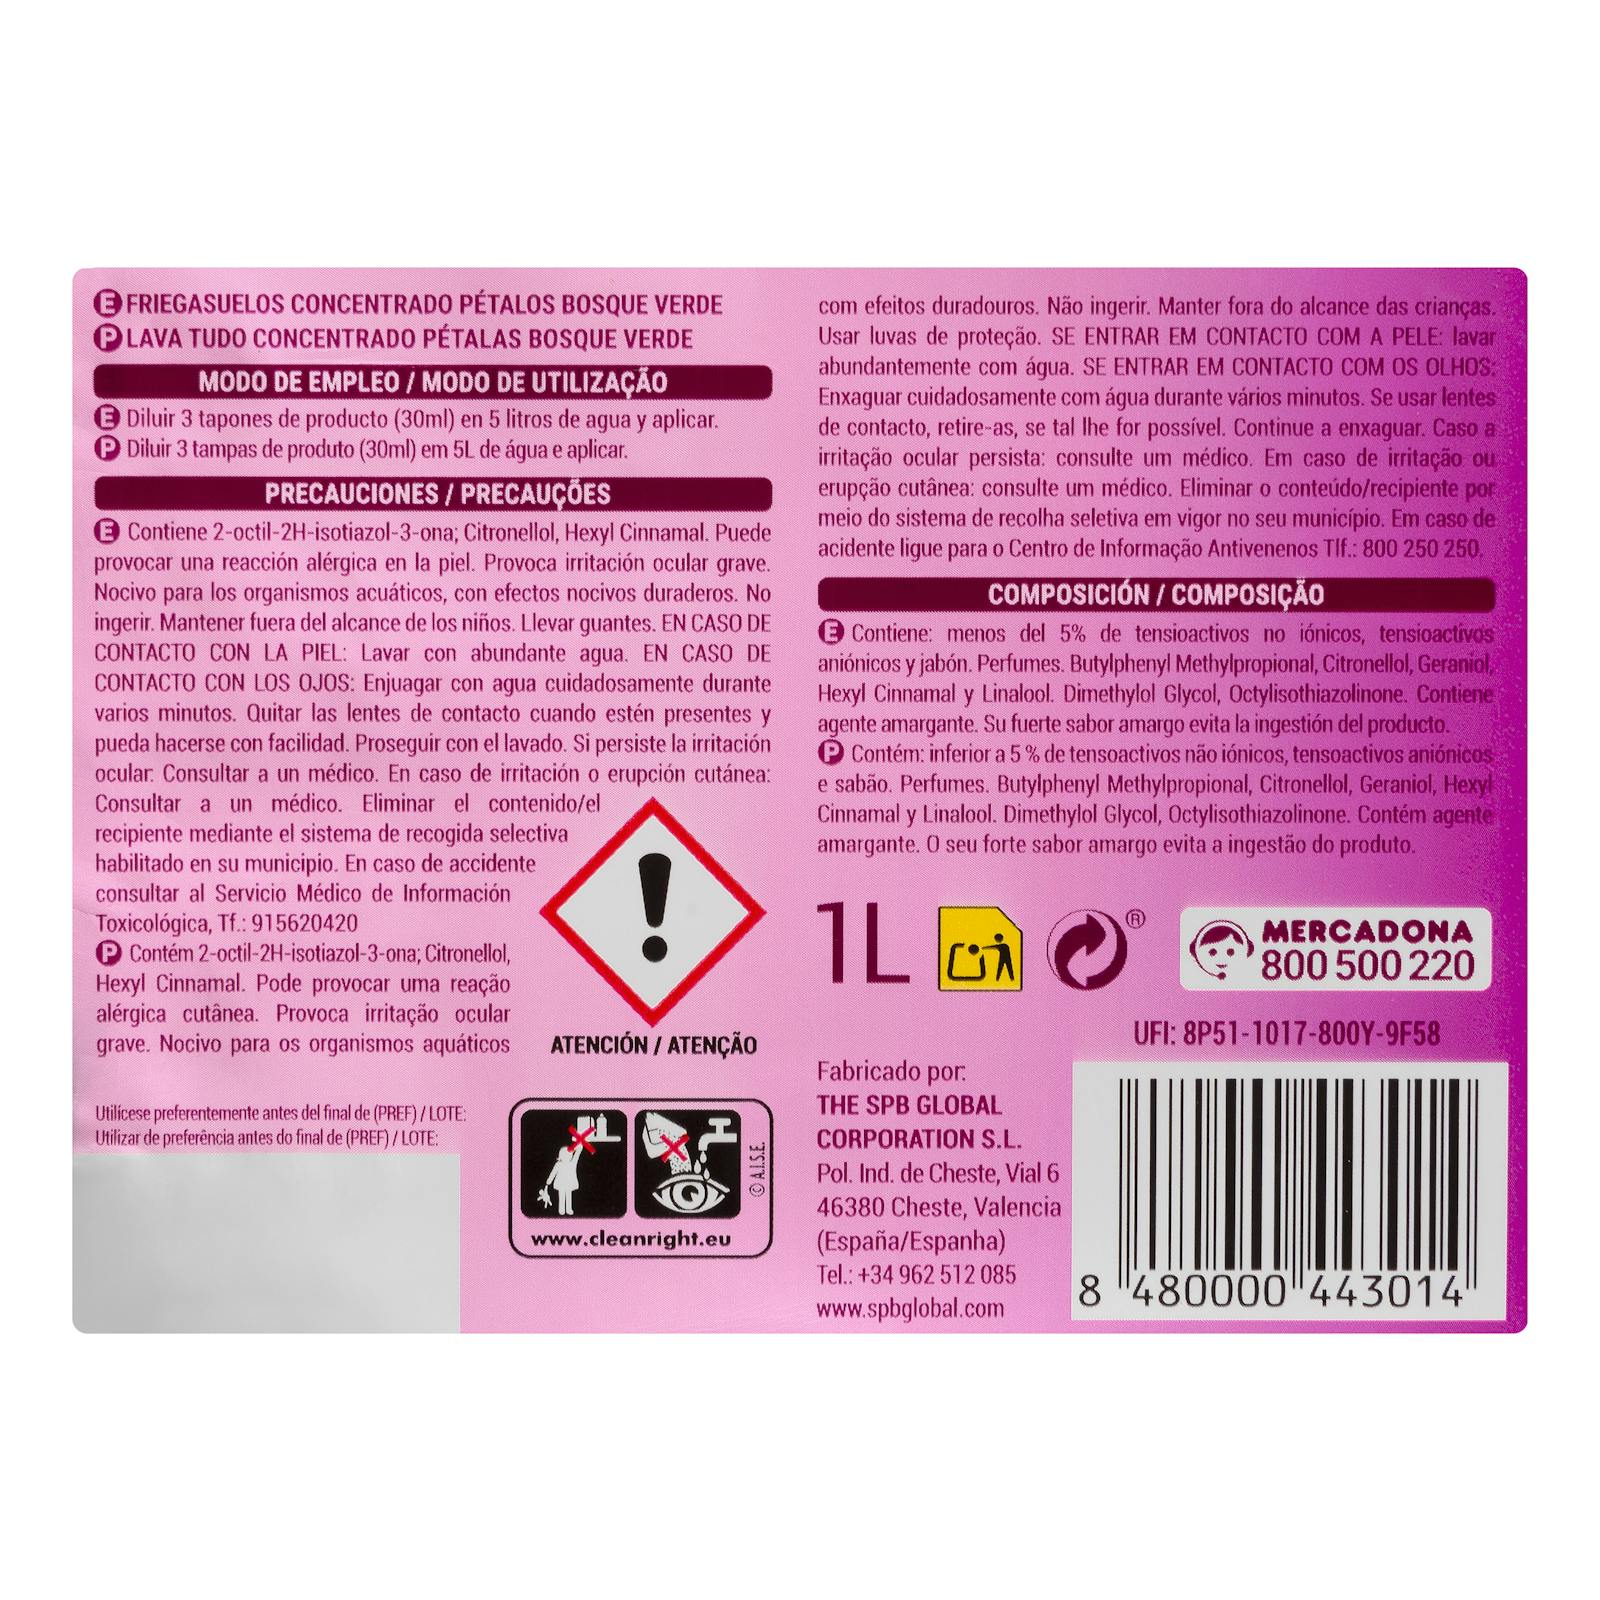 E FRIEGASUELOS CONCENTRADO PÉTALOS BOSQUE VERDE
P LAVA TUDO CONCENTRADO PÉTALAS BOSQUE VERDE
MODO DE EMPLEO / MODO DE UTILIZAÇÃO
E Diluir 3 tapones de producto (30ml) en 5 litros de agua y aplicar.
P Diluir 3 tampas de produto (30ml) em 5L de água e aplicar.
PRECAUCIONES / PRECAUÇÕES
E Contiene 2-octil-2H-isotiazol-3-ona; Citronellol, Hexyl Cinnamal. Puede
provocar una reacción alérgica en la piel. Provoca irritación ocular grave.
Nocivo para los organismos acuáticos, con efectos nocivos duraderos. No
ingerir. Mantener fuera del alcance de los niños. Llevar guantes. EN CASO DE
CONTACTO CON LA PIEL: Lavar con abundante agua. EN CASO DE
CONTACTO CON LOS OJOS: Enjuagar con agua cuidadosamente durante
varios minutos. Quitar las lentes de contacto cuando estén presentes y
pueda hacerse con facilidad. Proseguir con el lavado. Si persiste la irritación
ocular: Consultar a un médico. En caso de irritación o erupción cutánea:
Consultar a un médico. Eliminar el contenido/el
recipiente mediante el sistema de recogida selectiva
habilitado en su municipio. En caso de accidente
consultar al Servicio Médico de Información
Toxicológica, Tf.: 915620420
P Contém 2-octil-2H-isotiazol-3-ona; Citronellol,
Hexyl Cinnamal. Pode provocar uma reação
alérgica cutânea. Provoca irritação ocular
grave. Nocivo para os organismos aquáticos
ATENCIÓN / ATENÇÃO
Utilícese preferentemente antes del final de (PREF) / LOTE:
Utilizar de preferência antes do final de (PREF) / LOTE:
© A.I.S.E.
www.cleanright.eu
com efeitos duradouros. Não ingerir. Manter fora do alcance das crianças.
Usar luvas de proteção. SE ENTRAR EM CONTACTO COM A PELE: lavar
abundantemente com água. SE ENTRAR EM CONTACTO COM OS OLHOS:
Enxaguar cuidadosamente com água durante vários minutos. Se usar lentes
de contacto, retire-as, se tal lhe for possível. Continue a enxaguar. Caso a
irritação ocular persista: consulte um médico. Em caso de irritação ou
erupção cutânea: consulte um médico. Eliminar o conteúdo/recipiente por
meio do sistema de recolha seletiva em vigor no seu município. Em caso de
acidente ligue para o Centro de Informação Antivenenos Tlf.: 800 250 250.
COMPOSICIÓN / COMPOSIÇÃO
E Contiene: menos del 5% de tensioactivos no iónicos, tensioactivos
aniónicos y jabón. Perfumes. Butylphenyl Methylpropional, Citronellol, Geraniol,
Hexyl Cinnamal y Linalool. Dimethylol Glycol, Octylisothiazolinone. Contiene
agente amargante. Su fuerte sabor amargo evita la ingestión del producto.
P Contém: inferior a 5 % de tensoactivos não iónicos, tensoactivos aniónicos
e sabão. Perfumes. Butylphenyl Methylpropional, Citronellol, Geraniol, Hexyl
Cinnamal y Linalool. Dimethylol Glycol, Octylisothiazolinone. Contém agente
amargante. O seu forte sabor amargo evita a ingestão do produto.
1L
®
MERCADONA
800 500 220
UFI: 8P51-1017-800Y-9F58
Fabricado por:
THE SPB GLOBAL
CORPORATION S.L.
Pol. Ind. de Cheste, Vial 6
46380 Cheste, Valencia
(España/Espanha)
Tel.: +34 962 512 085
www.spbglobal.com
8 480000 443014